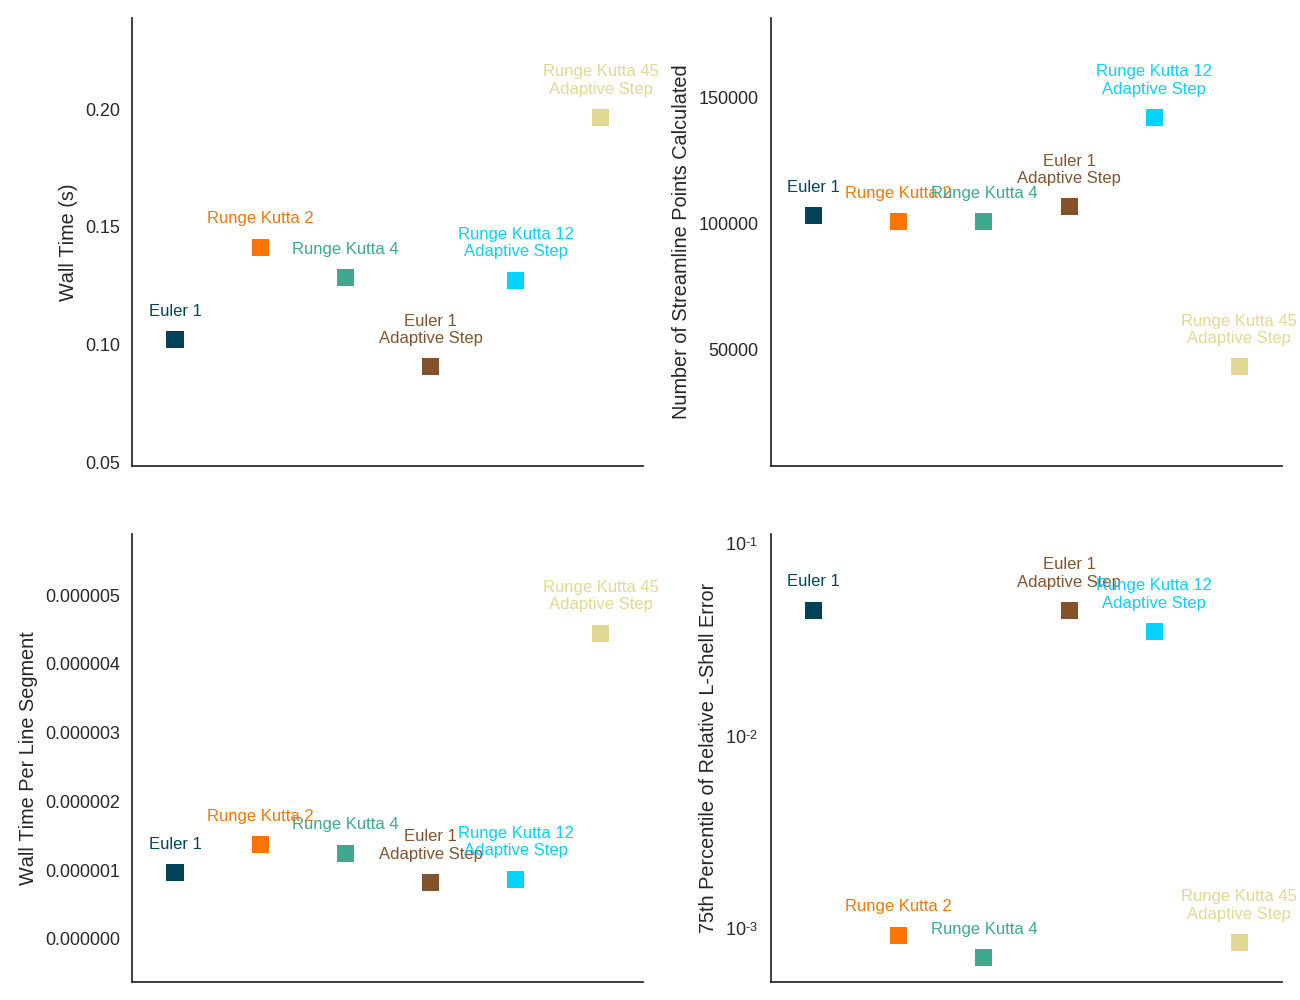 Wall Time (s)
0.20
0.15
0.10
0.05
Runge Kutta 45
Adaptive Step
Runge Kutta 2
Runge Kutta 4
Runge Kutta 12
Adaptive Step
Euler 1
Euler 1
Adaptive Step
Number of Streamline Points Calculated
150000
100000
50000
Runge Kutta 12
Adaptive Step
Euler 1
Adaptive Step
Euler 1
Runge Kutta 2
Runge Kutta 4
Runge Kutta 45
Adaptive Step
Wall Time Per Line Segment
0.000005
0.000004
0.000003
0.000002
0.000001
0.000000
Runge Kutta 45
Adaptive Step
Runge Kutta 2
Runge Kutta 4
Euler 1
Euler 1
Adaptive Step
Runge Kutta 12
Adaptive Step
75th Percentile of Relative L-Shell Error
10-1
10-2
10-3
Euler 1
Euler 1
Adaptive Step
Runge Kutta 12
Adaptive Step
Runge Kutta 2
Runge Kutta 4
Runge Kutta 45
Adaptive Step